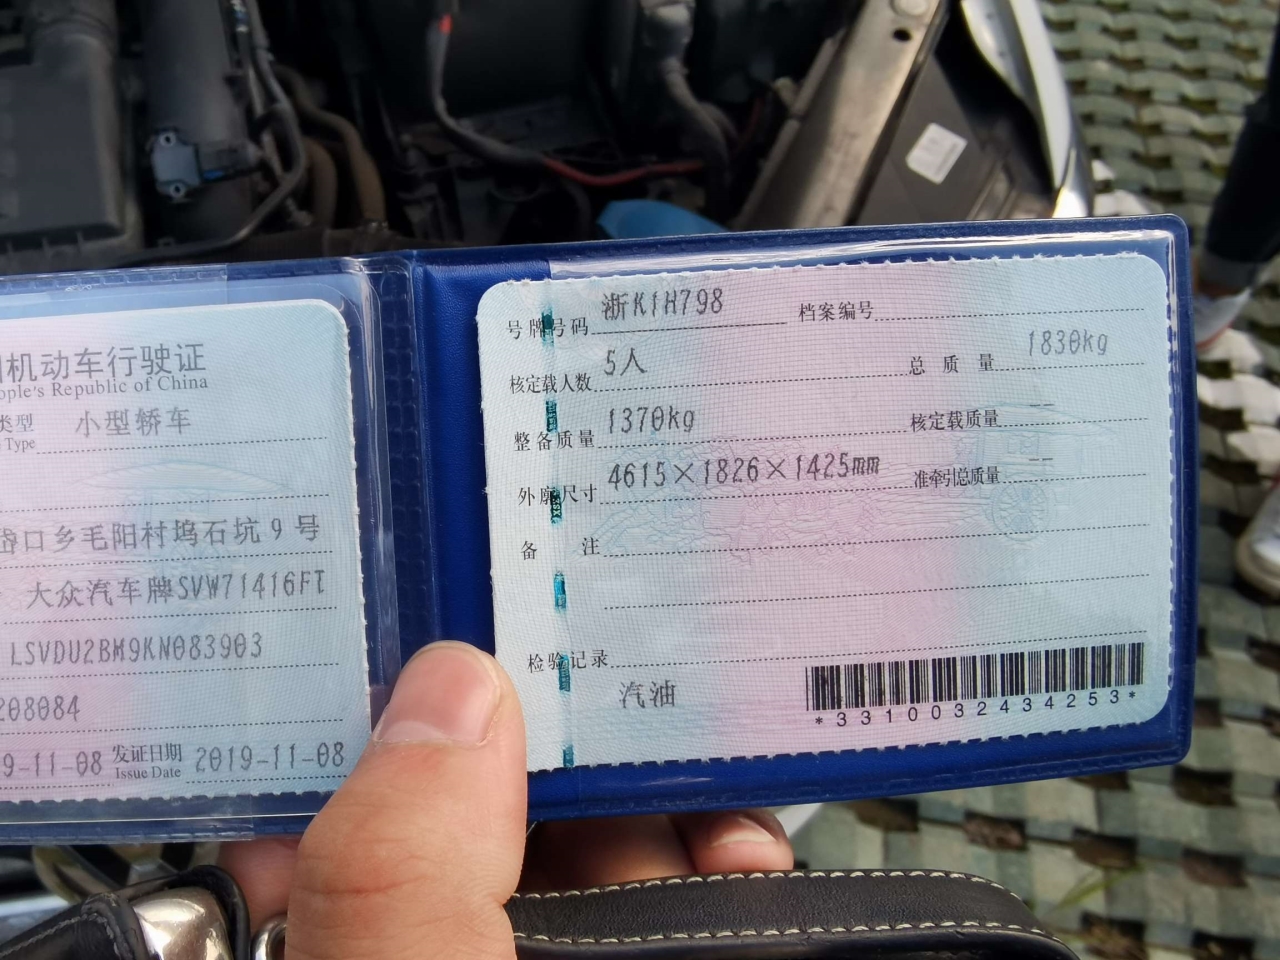 机动车行驶证
ople's Republic of China
类型 小型轿车
Type
岱口乡毛阳村坞石坑9号
大众汽车牌SVW71416FT
LSVDU2BM9KN083903
208084
9-11-08 发证日期 2019-11-08
Issue Date
号牌号码 浙K1H798 档案编号
核定载人数 5人 总质量 1830kg
整备质量 1370kg 核定载质量 --
外廓尺寸 4615×1826×1425mm 准牵引总质量 --
备注
检验记录
汽油
*3310032434253*